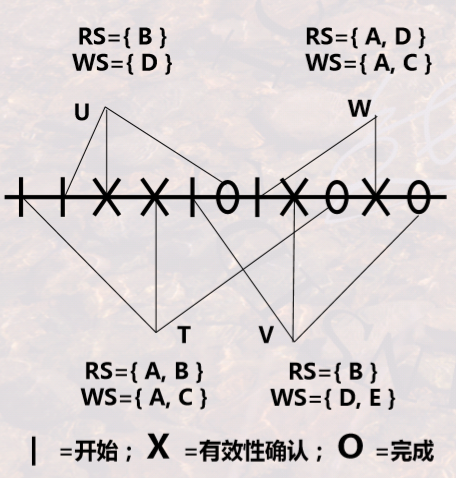 RS={ B }
WS={ D }
RS={ A, D }
WS={ A, C }
U
W
T
V
RS={ A, B }
WS={ A, C }
RS={ B }
WS={ D, E }
| =开始； X =有效性确认； O =完成